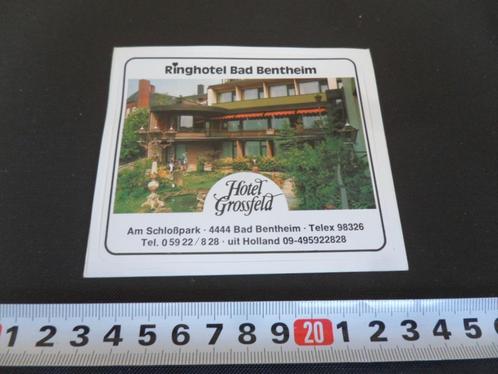 Ringhotel Bad Bentheim
Hotel
Grossfeld
Am Schloßpark · 4444 Bad Bentheim · Telex 98326
Tel. 0 59 22 / 8 28 · uit Holland 09-495922828
1 2 3 4 5 6 7 8 9 20 1 2 3 4 5 6